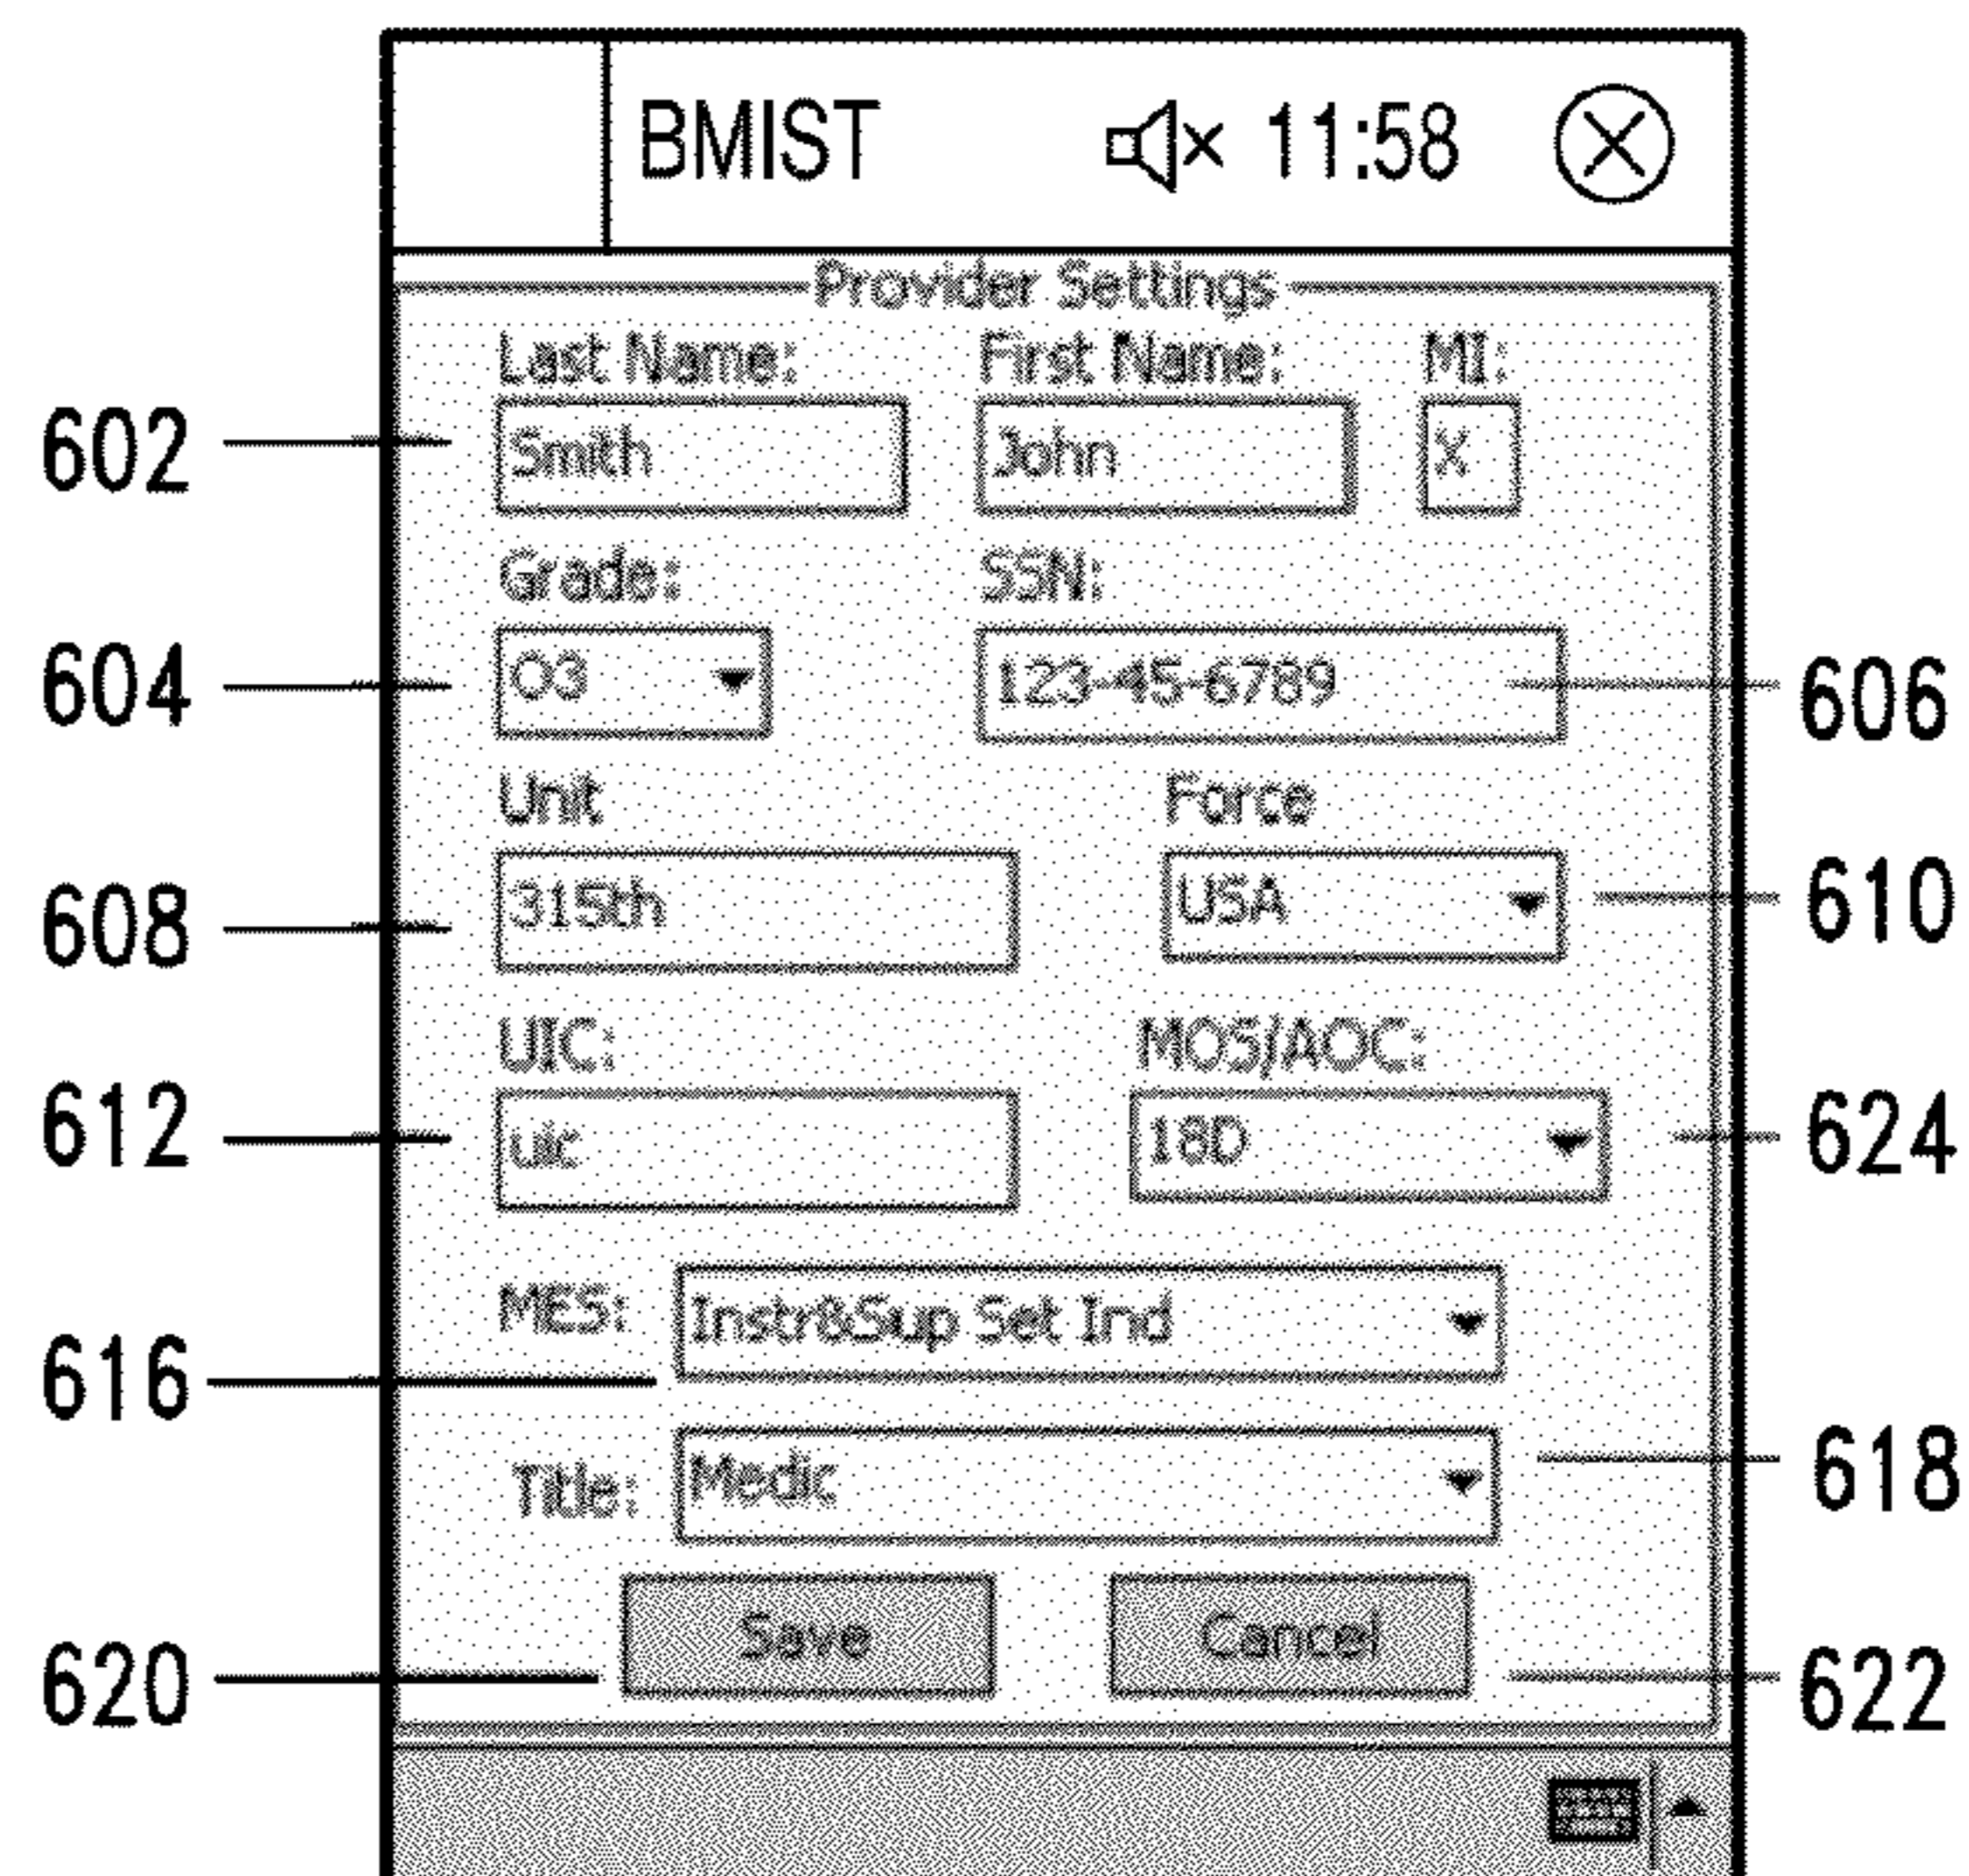 BMIST 11:58
Provider Settings
Last Name: First Name: MI:
602 Smith John X
Grade: SSN:
604 O3 123-45-6789 606
Unit Force
608 315th USA 610
UIC: MOS/AOC:
612 uic 18D 624
MES: Instr&Sup Set Ind
616
Title: Medic 618
Save Cancel
620 622